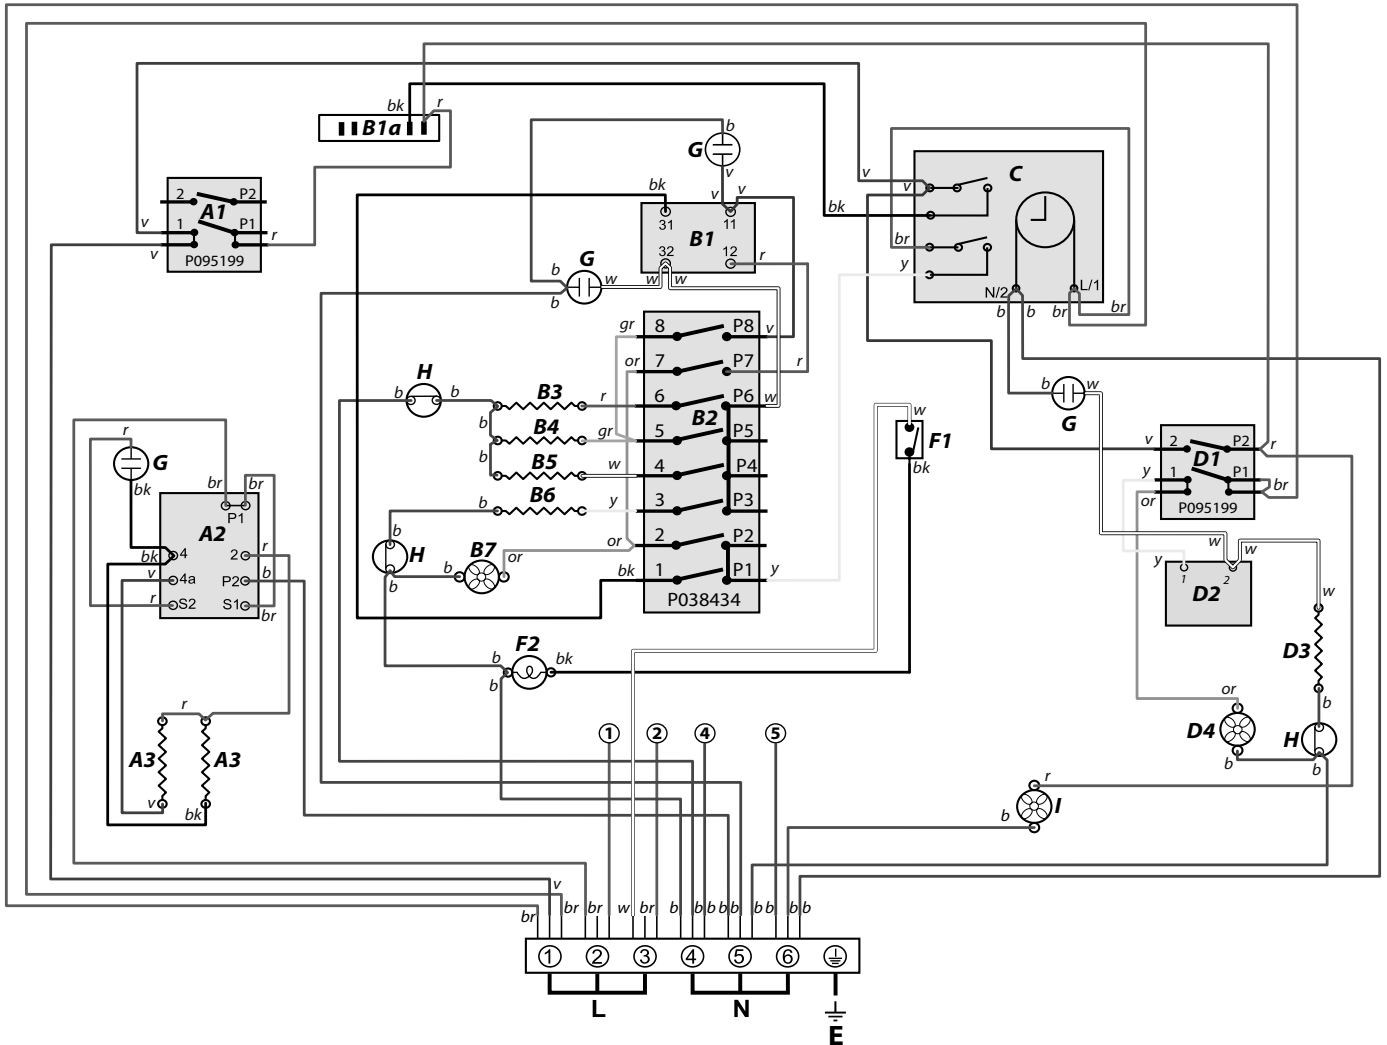 bk r
B1a
b
G
v
v
v
v
C
v
bk
br
y
N/2 L/1
b b br br
2 P2
A1
v 1 P1 r
v
P095199
bk
31 11
B1
32 12 r
G
b w w w
b
gr 8 P8 v
or 7 P7 r
H
b b B3 r 6 P6 w
b B4 gr B2
5 P5
b B5 w 4 P4
b B6 y 3 P3
or 2 P2
b
H B7 or
b bk 1 P1 y
b
P038434
w
F1
bk
b w
G
v 2 P2 r
D1
y 1 P1 br
or
P095199
w w
y 1 2
D2
w
D3
b
or
D4 H
b b
r
b I
r
G
bk br br
P1
A2
bk 4 2 r
v 4a P2 b
r S2 S1 br
r
A3 A3
v bk
F2
b bk
b
1 2 4 5
v
br br br w br b b b b b b b b b
1 2 3 4 5 6
L N
E